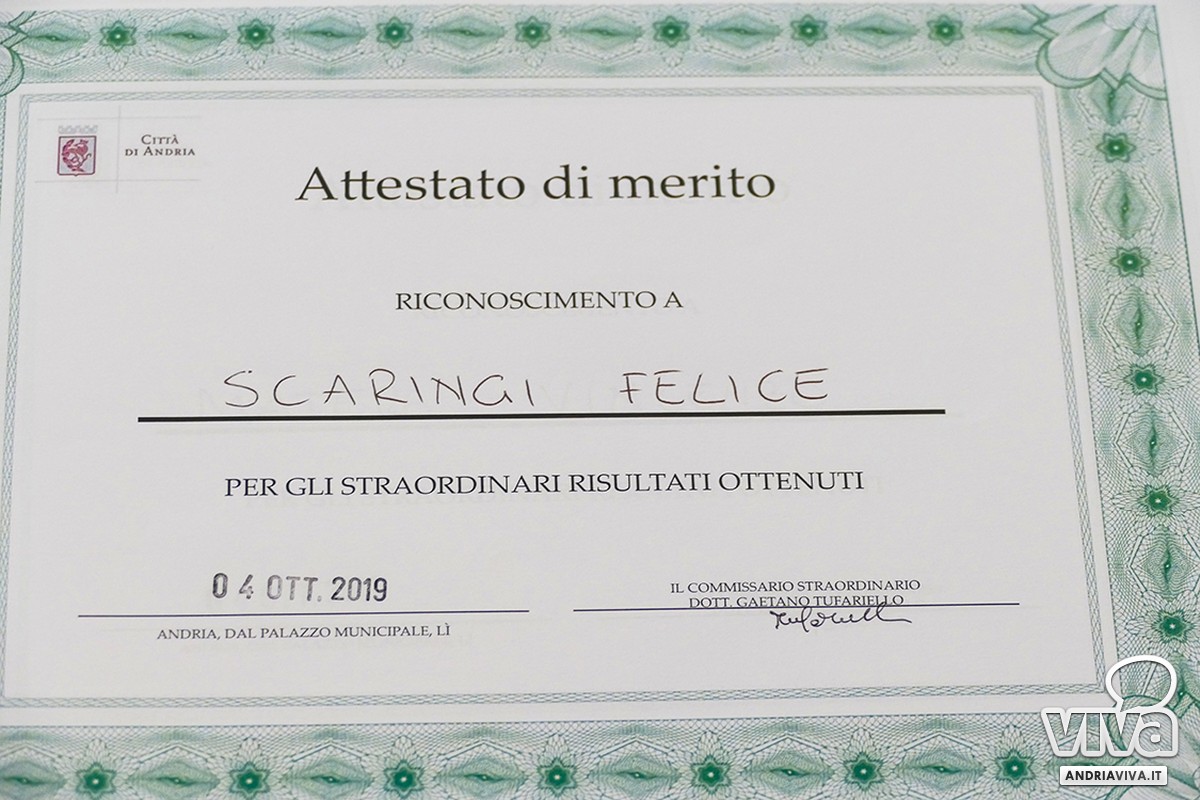 CITTÀ
DI ANDRIA
Attestato di merito
RICONOSCIMENTO A
SCARINGI FELICE
PER GLI STRAORDINARI RISULTATI OTTENUTI
04 OTT. 2019
ANDRIA, DAL PALAZZO MUNICIPALE, LÌ
IL COMMISSARIO STRAORDINARIO
DOTT. GAETANO TUFARIELLO
viva
ANDRIAVIVA.IT